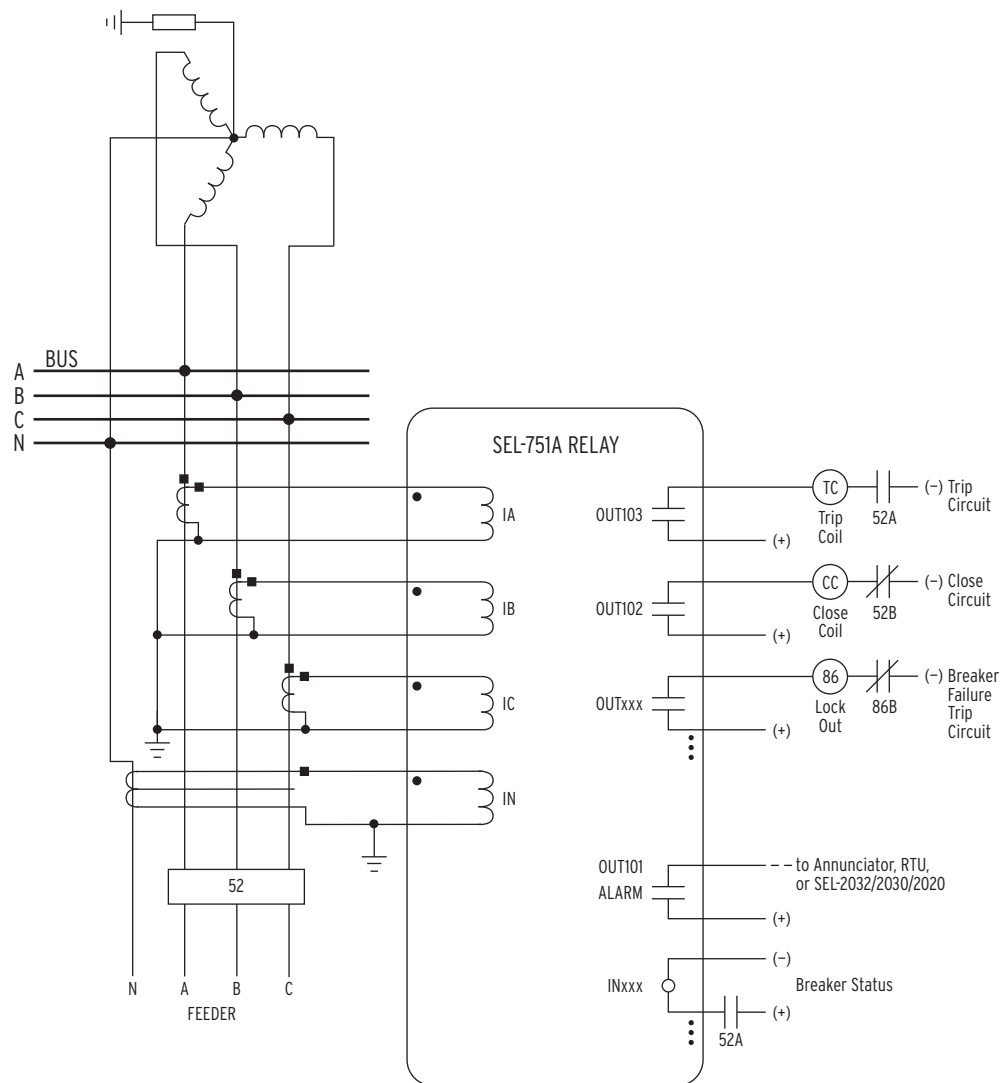 BUS
A
B
C
N
SEL-751A RELAY
IA
OUT103
(+)
TC
Trip
Coil
52A
(–) Trip
Circuit
IB
OUT102
(+)
CC
Close
Coil
52B
(–) Close
Circuit
IC
OUTxxx
(+)
86
Lock
Out
86B
(–) Breaker
Failure
Trip
Circuit
IN
52
OUT101
ALARM
to Annunciator, RTU,
or SEL-2032/2030/2020
(+)
(–)
INxxx
Breaker Status
(+)
52A
N A B C
FEEDER